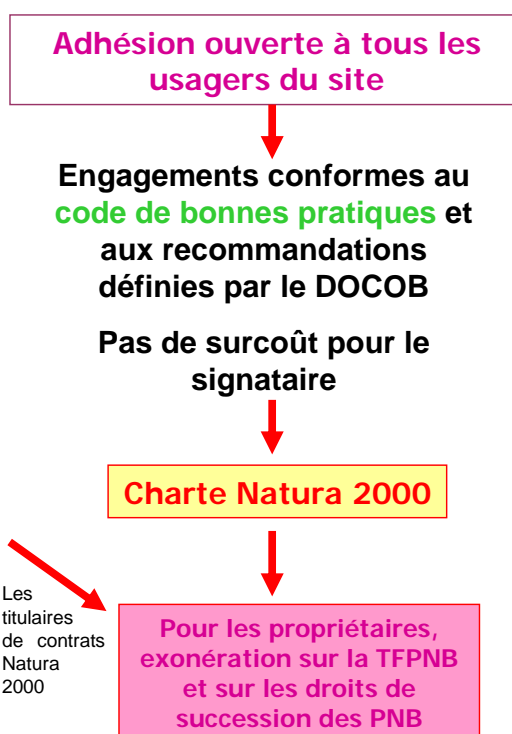 Adhésion ouverte à tous les
usagers du site
Engagements conformes au
code de bonnes pratiques et
aux recommandations
définies par le DOCOB
Pas de surcoût pour le
signataire
Charte Natura 2000
Les
titulaires
de contrats
Natura
2000
Pour les propriétaires,
exonération sur la TFPNB
et sur les droits de
succession des PNB